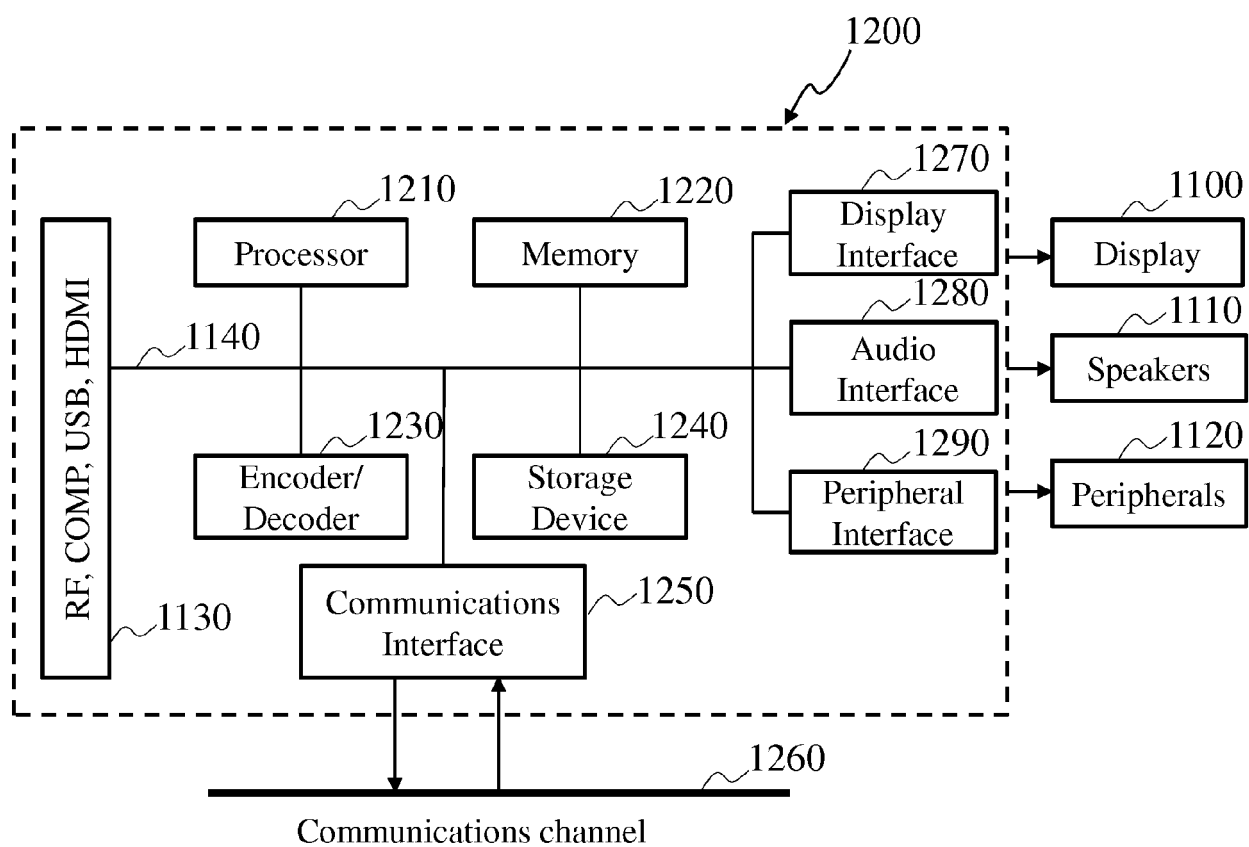 1200
1270
1210
1220
1100
Display
Interface
Processor
Memory
Display
1280
1110
1140
Audio
Interface
Speakers
RF, COMP, USB, HDMI
1230
1240
1290
1120
Encoder/
Decoder
Storage
Device
Peripheral
Interface
Peripherals
1250
Communications
Interface
1130
1260
Communications channel